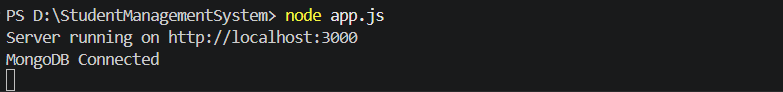 PS D:\StudentManagementSystem> node app.js
Server running on http://localhost:3000
MongoDB Connected